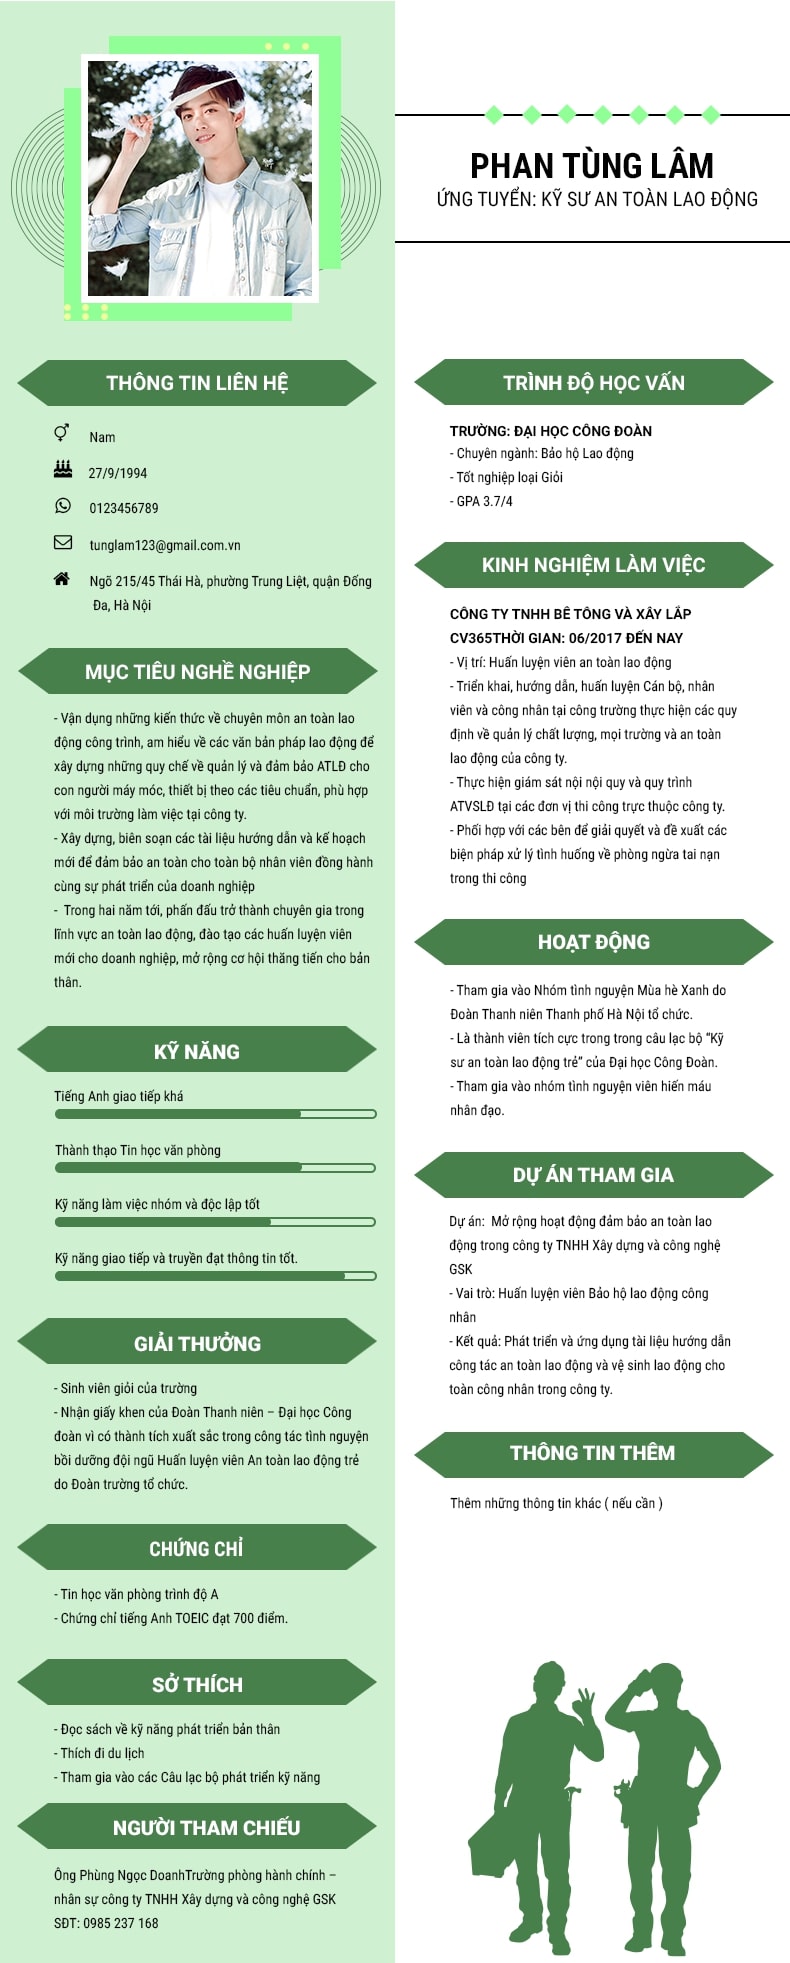 PHAN TÙNG LÂM
ỨNG TUYỂN: KỸ SƯ AN TOÀN LAO ĐỘNG
THÔNG TIN LIÊN HỆ
Nam
27/9/1994
0123456789
tunglam123@gmail.com.vn
Ngõ 215/45 Thái Hà, phường Trung Liệt, quận Đống
Đa, Hà Nội
MỤC TIÊU NGHỀ NGHIỆP
- Vận dụng những kiến thức về chuyên môn an toàn lao
động công trình, am hiểu về các văn bản pháp lao động để
xây dựng những quy chế về quản lý và đảm bảo ATLĐ cho
con người máy móc, thiết bị theo các tiêu chuẩn, phù hợp
với môi trường làm việc tại công ty.
- Xây dựng, biên soạn các tài liệu hướng dẫn và kế hoạch
mới để đảm bảo an toàn cho toàn bộ nhân viên đồng hành
cùng sự phát triển của doanh nghiệp
- Trong hai năm tới, phấn đấu trở thành chuyên gia trong
lĩnh vực an toàn lao động, đào tạo các huấn luyện viên
mới cho doanh nghiệp, mở rộng cơ hội thăng tiến cho bản
thân.
KỸ NĂNG
Tiếng Anh giao tiếp khá
Thành thạo Tin học văn phòng
Kỹ năng làm việc nhóm và độc lập tốt
Kỹ năng giao tiếp và truyền đạt thông tin tốt.
GIẢI THƯỞNG
- Sinh viên giỏi của trường
- Nhận giấy khen của Đoàn Thanh niên – Đại học Công
đoàn vì có thành tích xuất sắc trong công tác tình nguyện
bồi dưỡng đội ngũ Huấn luyện viên An toàn lao động trẻ
do Đoàn trường tổ chức.
CHỨNG CHỈ
- Tin học văn phòng trình độ A
- Chứng chỉ tiếng Anh TOEIC đạt 700 điểm.
SỞ THÍCH
- Đọc sách về kỹ năng phát triển bản thân
- Thích đi du lịch
- Tham gia vào các Câu lạc bộ phát triển kỹ năng
NGƯỜI THAM CHIẾU
Ông Phùng Ngọc DoanhTrường phòng hành chính –
nhân sự công ty TNHH Xây dựng và công nghệ GSK
SĐT: 0985 237 168
TRÌNH ĐỘ HỌC VẤN
TRƯỜNG: ĐẠI HỌC CÔNG ĐOÀN
- Chuyên ngành: Bảo hộ Lao động
- Tốt nghiệp loại Giỏi
- GPA 3.7/4
KINH NGHIỆM LÀM VIỆC
CÔNG TY TNHH BÊ TÔNG VÀ XÂY LẮP
CV365THỜI GIAN: 06/2017 ĐẾN NAY
- Vị trí: Huấn luyện viên an toàn lao động
- Triển khai, hướng dẫn, huấn luyện Cán bộ, nhân
viên và công nhân tại công trường thực hiện các quy
định về quản lý chất lượng, mọi trường và an toàn
lao động của công ty.
- Thực hiện giám sát nội nội quy và quy trình
ATVSLĐ tại các đơn vị thi công trực thuộc công ty.
- Phối hợp với các bên để giải quyết và đề xuất các
biện pháp xử lý tình huống về phòng ngừa tai nạn
trong thi công
HOẠT ĐỘNG
- Tham gia vào Nhóm tình nguyện Mùa hè Xanh do
Đoàn Thanh niên Thanh phố Hà Nội tổ chức.
- Là thành viên tích cực trong trong câu lạc bộ “Kỹ
sư an toàn lao động trẻ” của Đại học Công Đoàn.
- Tham gia vào nhóm tình nguyện viên hiến máu
nhân đạo.
DỰ ÁN THAM GIA
Dự án: Mở rộng hoạt động đảm bảo an toàn lao
động trong công ty TNHH Xây dựng và công nghệ
GSK
- Vai trò: Huấn luyện viên Bảo hộ lao động công
nhân
- Kết quả: Phát triển và ứng dụng tài liệu hướng dẫn
công tác an toàn lao động và vệ sinh lao động cho
toàn công nhân trong công ty.
THÔNG TIN THÊM
Thêm những thông tin khác ( nếu cần )